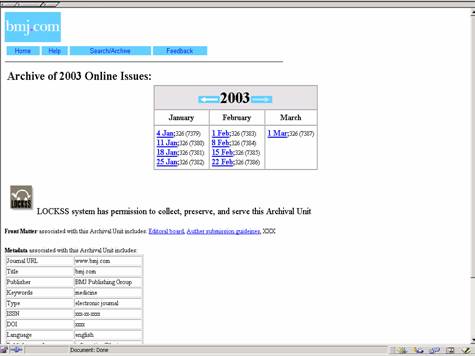 bmj.com
Home Help Search/Archive Feedback
Archive of 2003 Online Issues:
2003
January February March
4 Jan;326 (7379) 1 Feb;326 (7383) 1 Mar;326 (7387)
11 Jan;326 (7380) 8 Feb;326 (7384)
18 Jan;326 (7381) 15 Feb;326 (7385)
25 Jan;326 (7382) 22 Feb;326 (7386)
LOCKSS
LOCKSS system has permission to collect, preserve, and serve this Archival Unit
Front Matter associated with this Archival Unit includes: Editorial board, Author submission guidelines, XXX
Metadata associated with this Archival Unit includes:
Journal URL www.bmj.com
Title bmj.com
Publisher BMJ Publishing Group
Keywords medicine
Type electronic journal
ISSN xxx-xx-xxxx
DOI xxxx
Language english
Document: Done